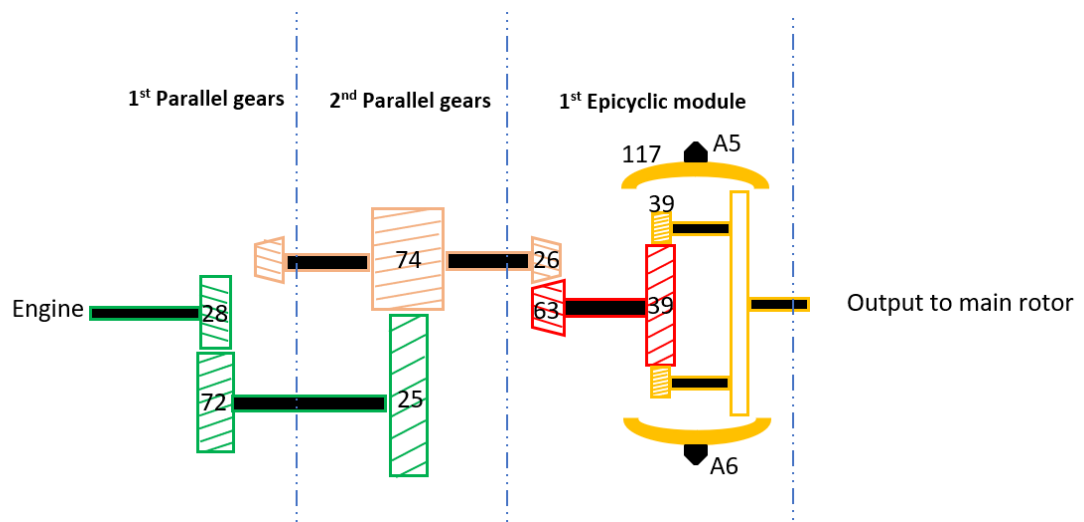 1st Parallel gears
2nd Parallel gears
1st Epicyclic module
A5
117
39
74
26
Engine
28
63
39
Output to main rotor
72
25
A6